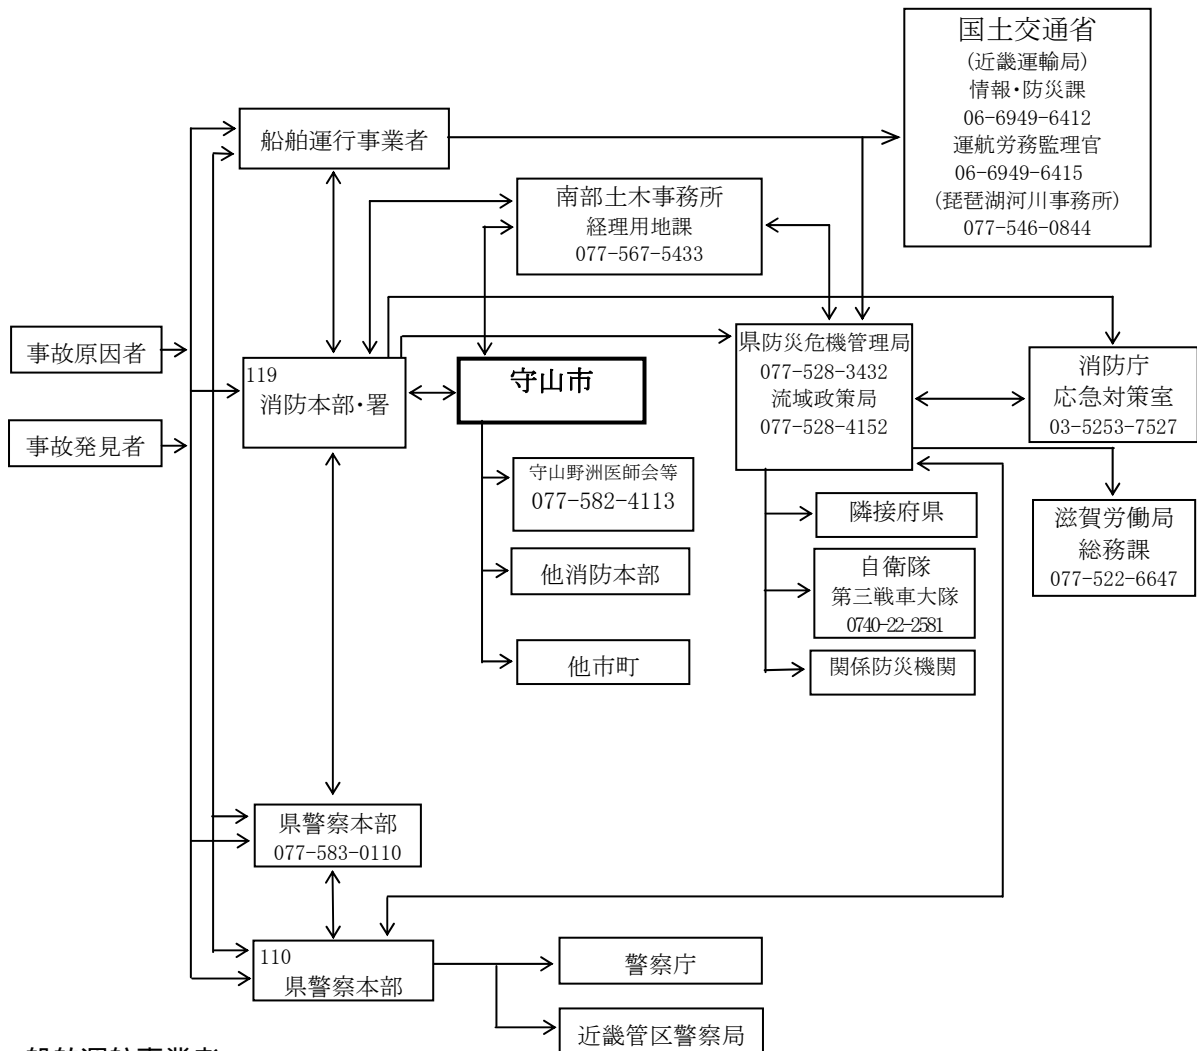 国土交通省
(近畿運輸局)
情報・防災課
06-6949-6412
運航労務監理官
06-6949-6415
(琵琶湖河川事務所)
077-546-0844
船舶運行事業者
南部土木事務所
経理用地課
077-567-5433
事故原因者
事故発見者
119
消防本部・署
守山市
県防災危機管理局
077-528-3432
流域政策局
077-528-4152
消防庁
応急対策室
03-5253-7527
守山野洲医師会等
077-582-4113
他消防本部
他市町
隣接府県
自衛隊
第三戦車大隊
0740-22-2581
関係防災機関
滋賀労働局
総務課
077-522-6647
県警察本部
077-583-0110
110
県警察本部
警察庁
近畿管区警察局